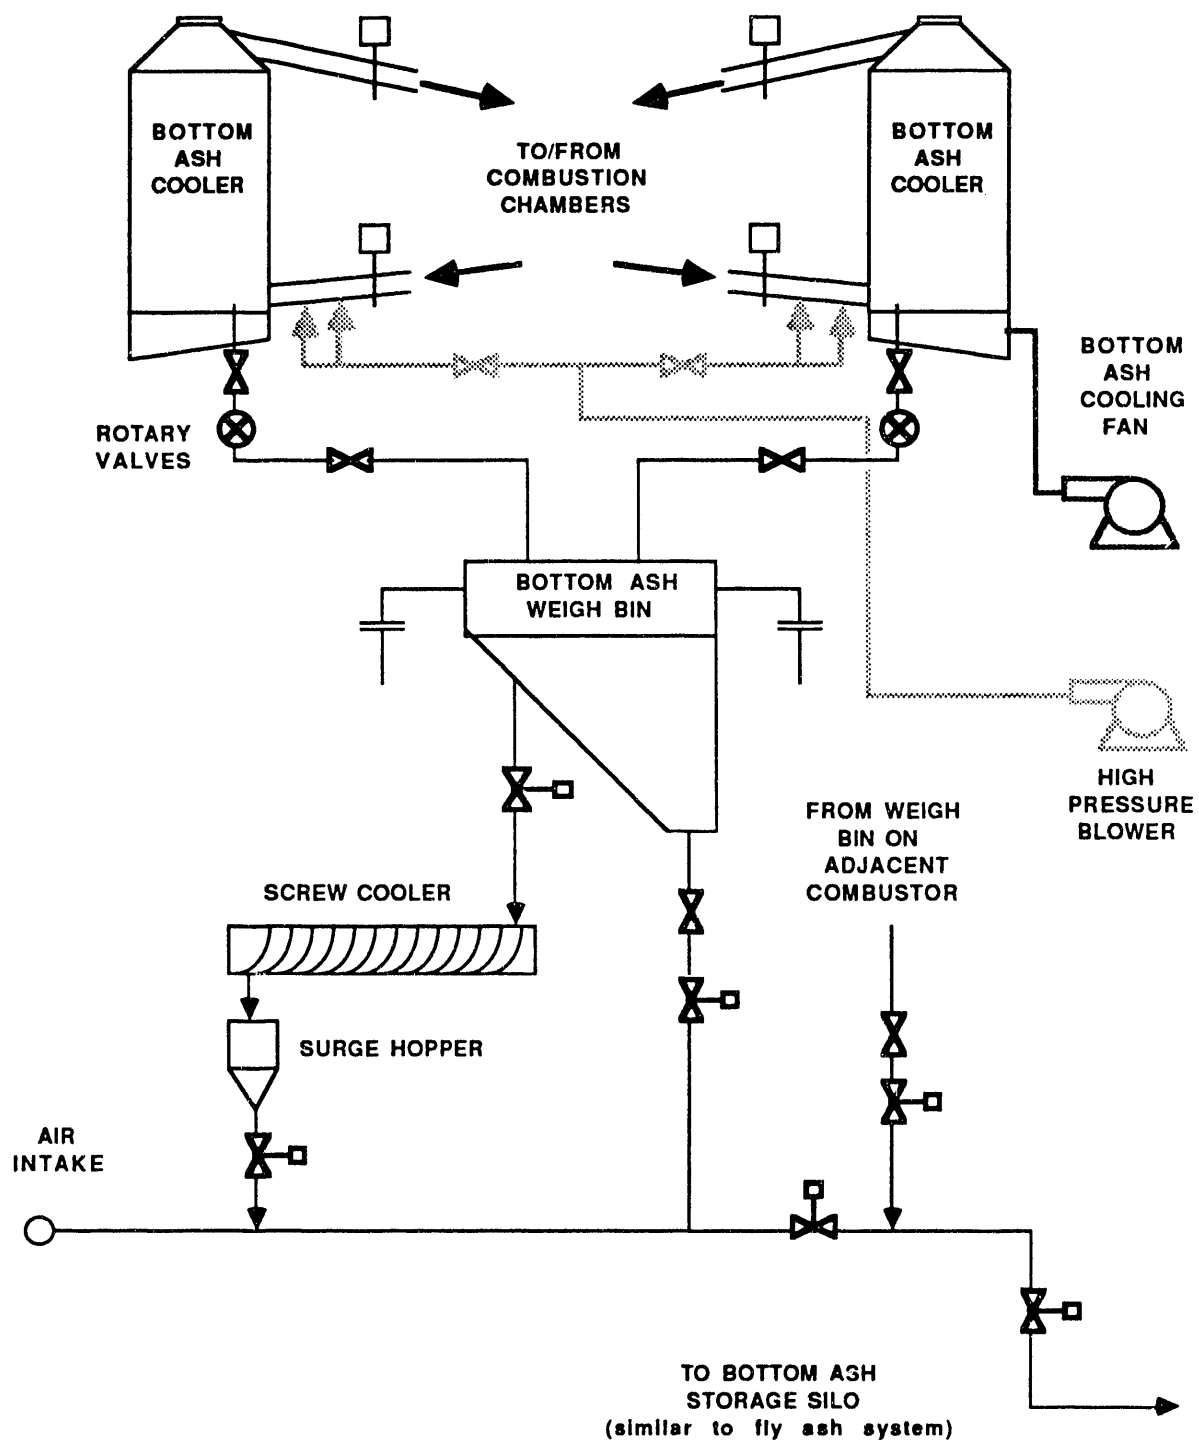 BOTTOM
ASH
COOLER
BOTTOM
ASH
COOLER
TO/FROM
COMBUSTION
CHAMBERS
BOTTOM
ASH
COOLING
FAN
ROTARY
VALVES
BOTTOM ASH
WEIGH BIN
HIGH
PRESSURE
BLOWER
FROM WEIGH
BIN ON
ADJACENT
COMBUSTOR
SCREW COOLER
SURGE HOPPER
AIR
INTAKE
TO BOTTOM ASH
STORAGE SILO
(similar to fly ash system)